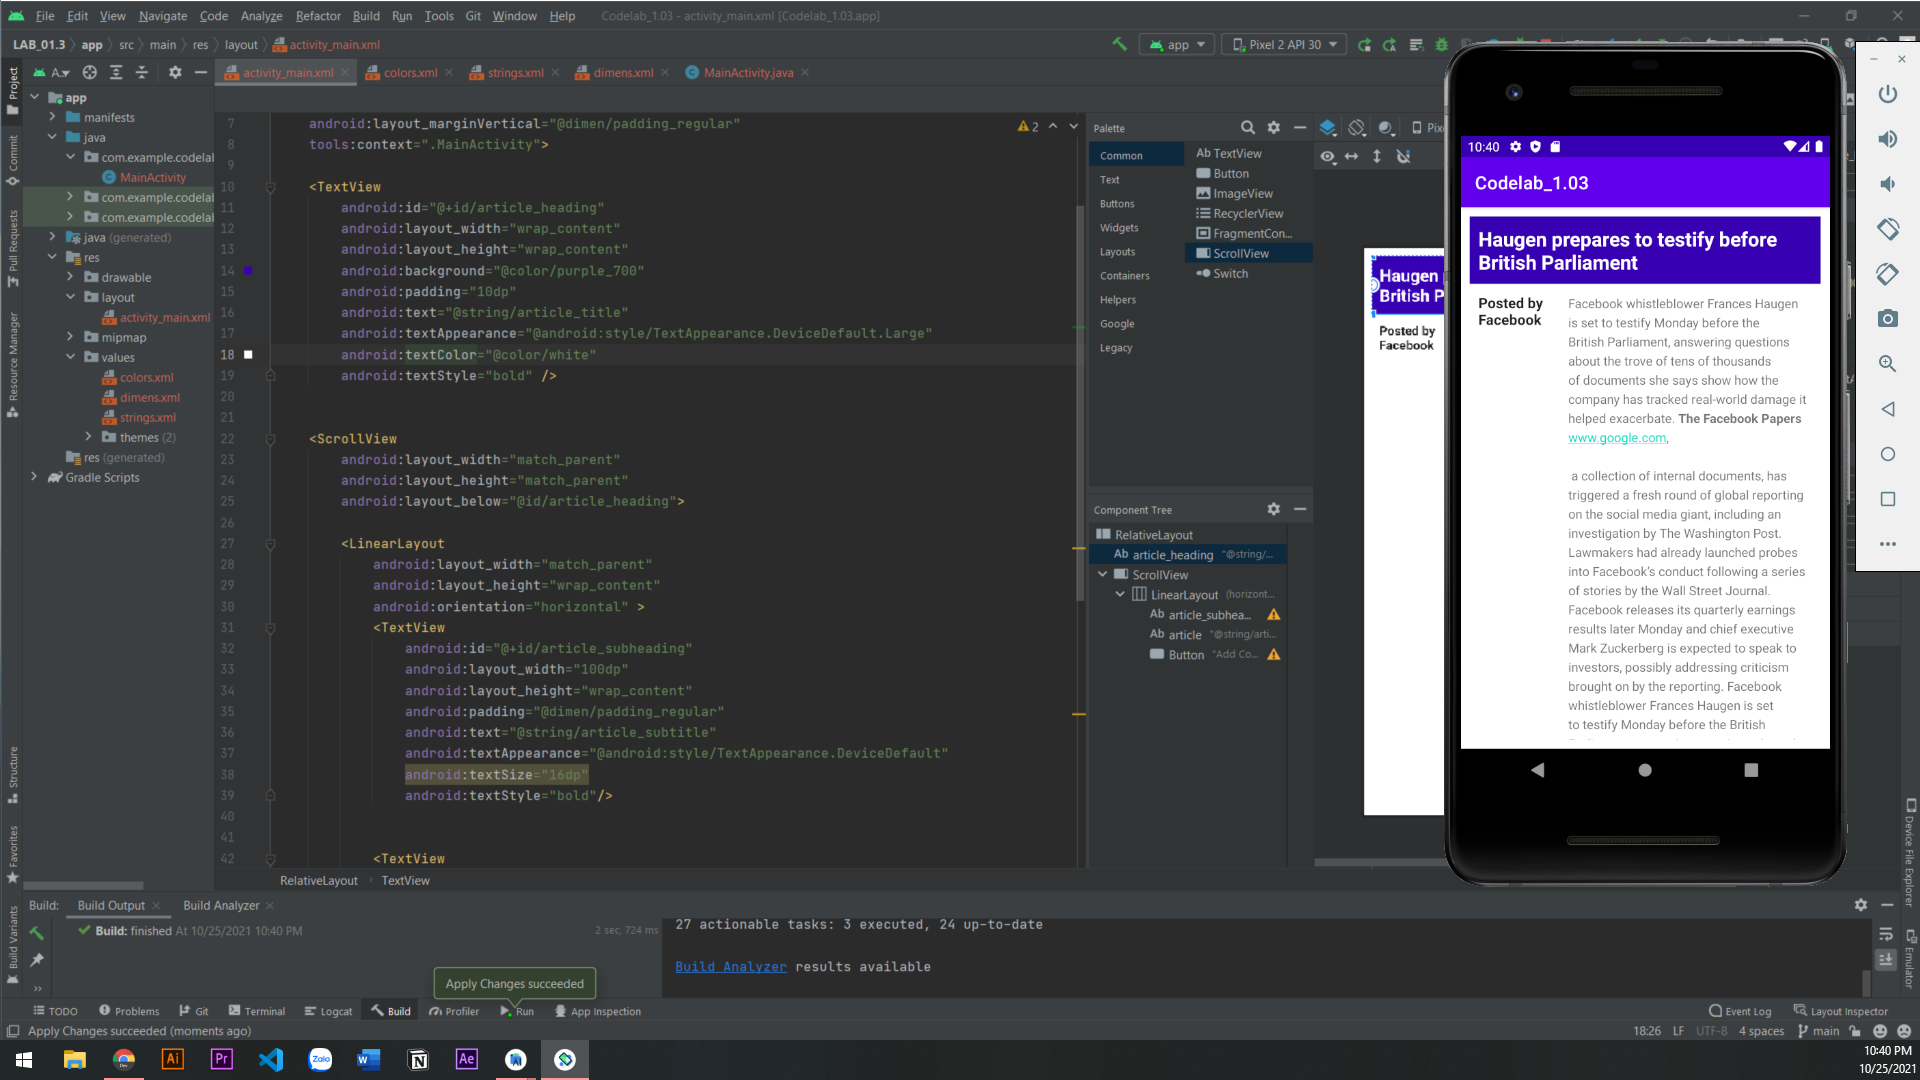 File Edit View Navigate Code Analyze Refactor Build Run Tools Git Window Help Codelab_1.03 - activity_main.xml [Codelab_1.03.app]
LAB_01.3 app src main res layout activity_main.xml app Pixel 2 API 30
activity_main.xml colors.xml strings.xml dimens.xml MainActivity.java
Project
Commit
Pull Requests
Resource Manager
Structure
Favorites
Build Variants
app
manifests
java
com.example.codelal
MainActivity
com.example.codelal
com.example.codelal
java (generated)
res
drawable
layout
activity_main.xml
mipmap
values
colors.xml
dimens.xml
strings.xml
themes (2)
res (generated)
Gradle Scripts
7 android:layout_marginVertical="@dimen/padding_regular"
8 tools:context=".MainActivity">
9
10 <TextView
11 android:id="@+id/article_heading"
12 android:layout_width="wrap_content"
13 android:layout_height="wrap_content"
14 android:background="@color/purple_700"
15 android:padding="10dp"
16 android:text="@string/article_title"
17 android:textAppearance="@android:style/TextAppearance.DeviceDefault.Large"
18 android:textColor="@color/white"
19 android:textStyle="bold" />
20
21
22 <ScrollView
23 android:layout_width="match_parent"
24 android:layout_height="match_parent"
25 android:layout_below="@id/article_heading">
26
27 <LinearLayout
28 android:layout_width="match_parent"
29 android:layout_height="wrap_content"
30 android:orientation="horizontal" >
31 <TextView
32 android:id="@+id/article_subheading"
33 android:layout_width="100dp"
34 android:layout_height="wrap_content"
35 android:padding="@dimen/padding_regular"
36 android:text="@string/article_subtitle"
37 android:textAppearance="@android:style/TextAppearance.DeviceDefault"
38 android:textSize="16dp"
39 android:textStyle="bold"/>
40
41
42 <TextView
2
RelativeLayout TextView
Palette
Common
Text
Buttons
Widgets
Layouts
Containers
Helpers
Google
Legacy
Ab TextView
Button
ImageView
RecyclerView
FragmentCon...
ScrollView
Switch
Component Tree
RelativeLayout
Ab article_heading "@string/...
ScrollView
LinearLayout (horizont...
Ab article_subhea...
Ab article "@string/arti...
Button "Add Co...
Haugen
British P
Posted by
Facebook
10:40
Codelab_1.03
Haugen prepares to testify before
British Parliament
Posted by
Facebook
Facebook whistleblower Frances Haugen
is set to testify Monday before the
British Parliament, answering questions
about the trove of tens of thousands
of documents she says show how the
company has tracked real-world damage it
helped exacerbate. The Facebook Papers
www.google.com,
a collection of internal documents, has
triggered a fresh round of global reporting
on the social media giant, including an
investigation by The Washington Post.
Lawmakers had already launched probes
into Facebook's conduct following a series
of stories by the Wall Street Journal.
Facebook releases its quarterly earnings
results later Monday and chief executive
Mark Zuckerberg is expected to speak to
investors, possibly addressing criticism
brought on by the reporting. Facebook
whistleblower Frances Haugen is set
to testify Monday before the British
Device File Explorer
Emulator
Build: Build Output Build Analyzer
Build: finished At 10/25/2021 10:40 PM 2 sec, 724 ms
27 actionable tasks: 3 executed, 24 up-to-date
Build Analyzer results available
Apply Changes succeeded
TODO Problems Git Terminal Logcat Build Profiler Run App Inspection Event Log Layout Inspector
Apply Changes succeeded (moments ago) 18:26 LF UTF-8 4 spaces main
Ai Pr Zalo Ae
10:40 PM
10/25/2021